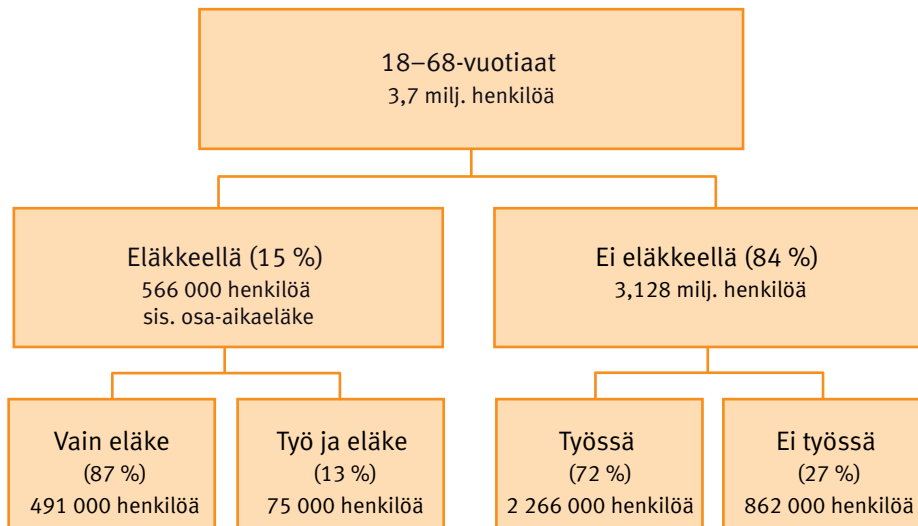 18–68-vuotiaat
3,7 milj. henkilöä
Eläkkeellä (15 %)
566 000 henkilöä
sis. osa-aikaeläke
Ei eläkkeellä (84 %)
3,128 milj. henkilöä
Vain eläke
(87 %)
491 000 henkilöä
Työ ja eläke
(13 %)
75 000 henkilöä
Työssä
(72 %)
2 266 000 henkilöä
Ei työssä
(27 %)
862 000 henkilöä